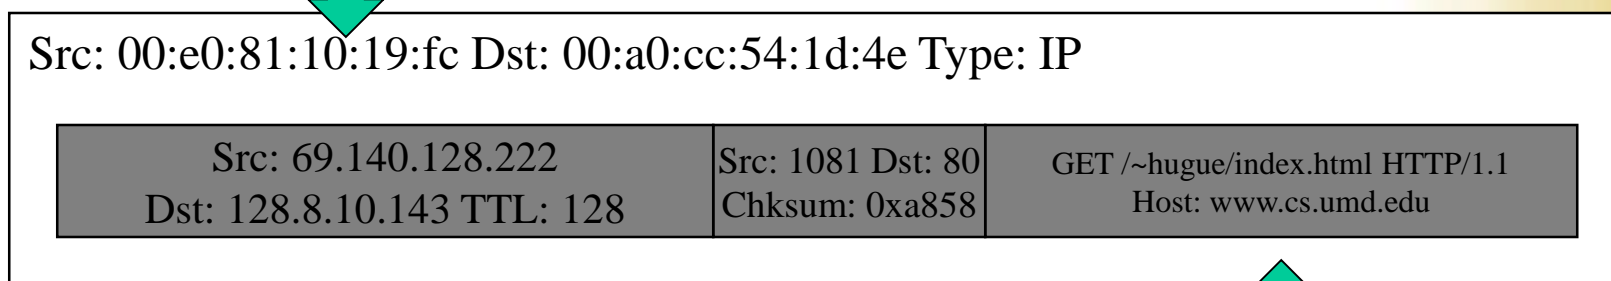 Src: 00:e0:81:10:19:fc Dst: 00:a0:cc:54:1d:4e Type: IP
Src: 69.140.128.222
Dst: 128.8.10.143 TTL: 128
Src: 1081 Dst: 80
Chksum: 0xa858
GET /~hugue/index.html HTTP/1.1
Host: www.cs.umd.edu